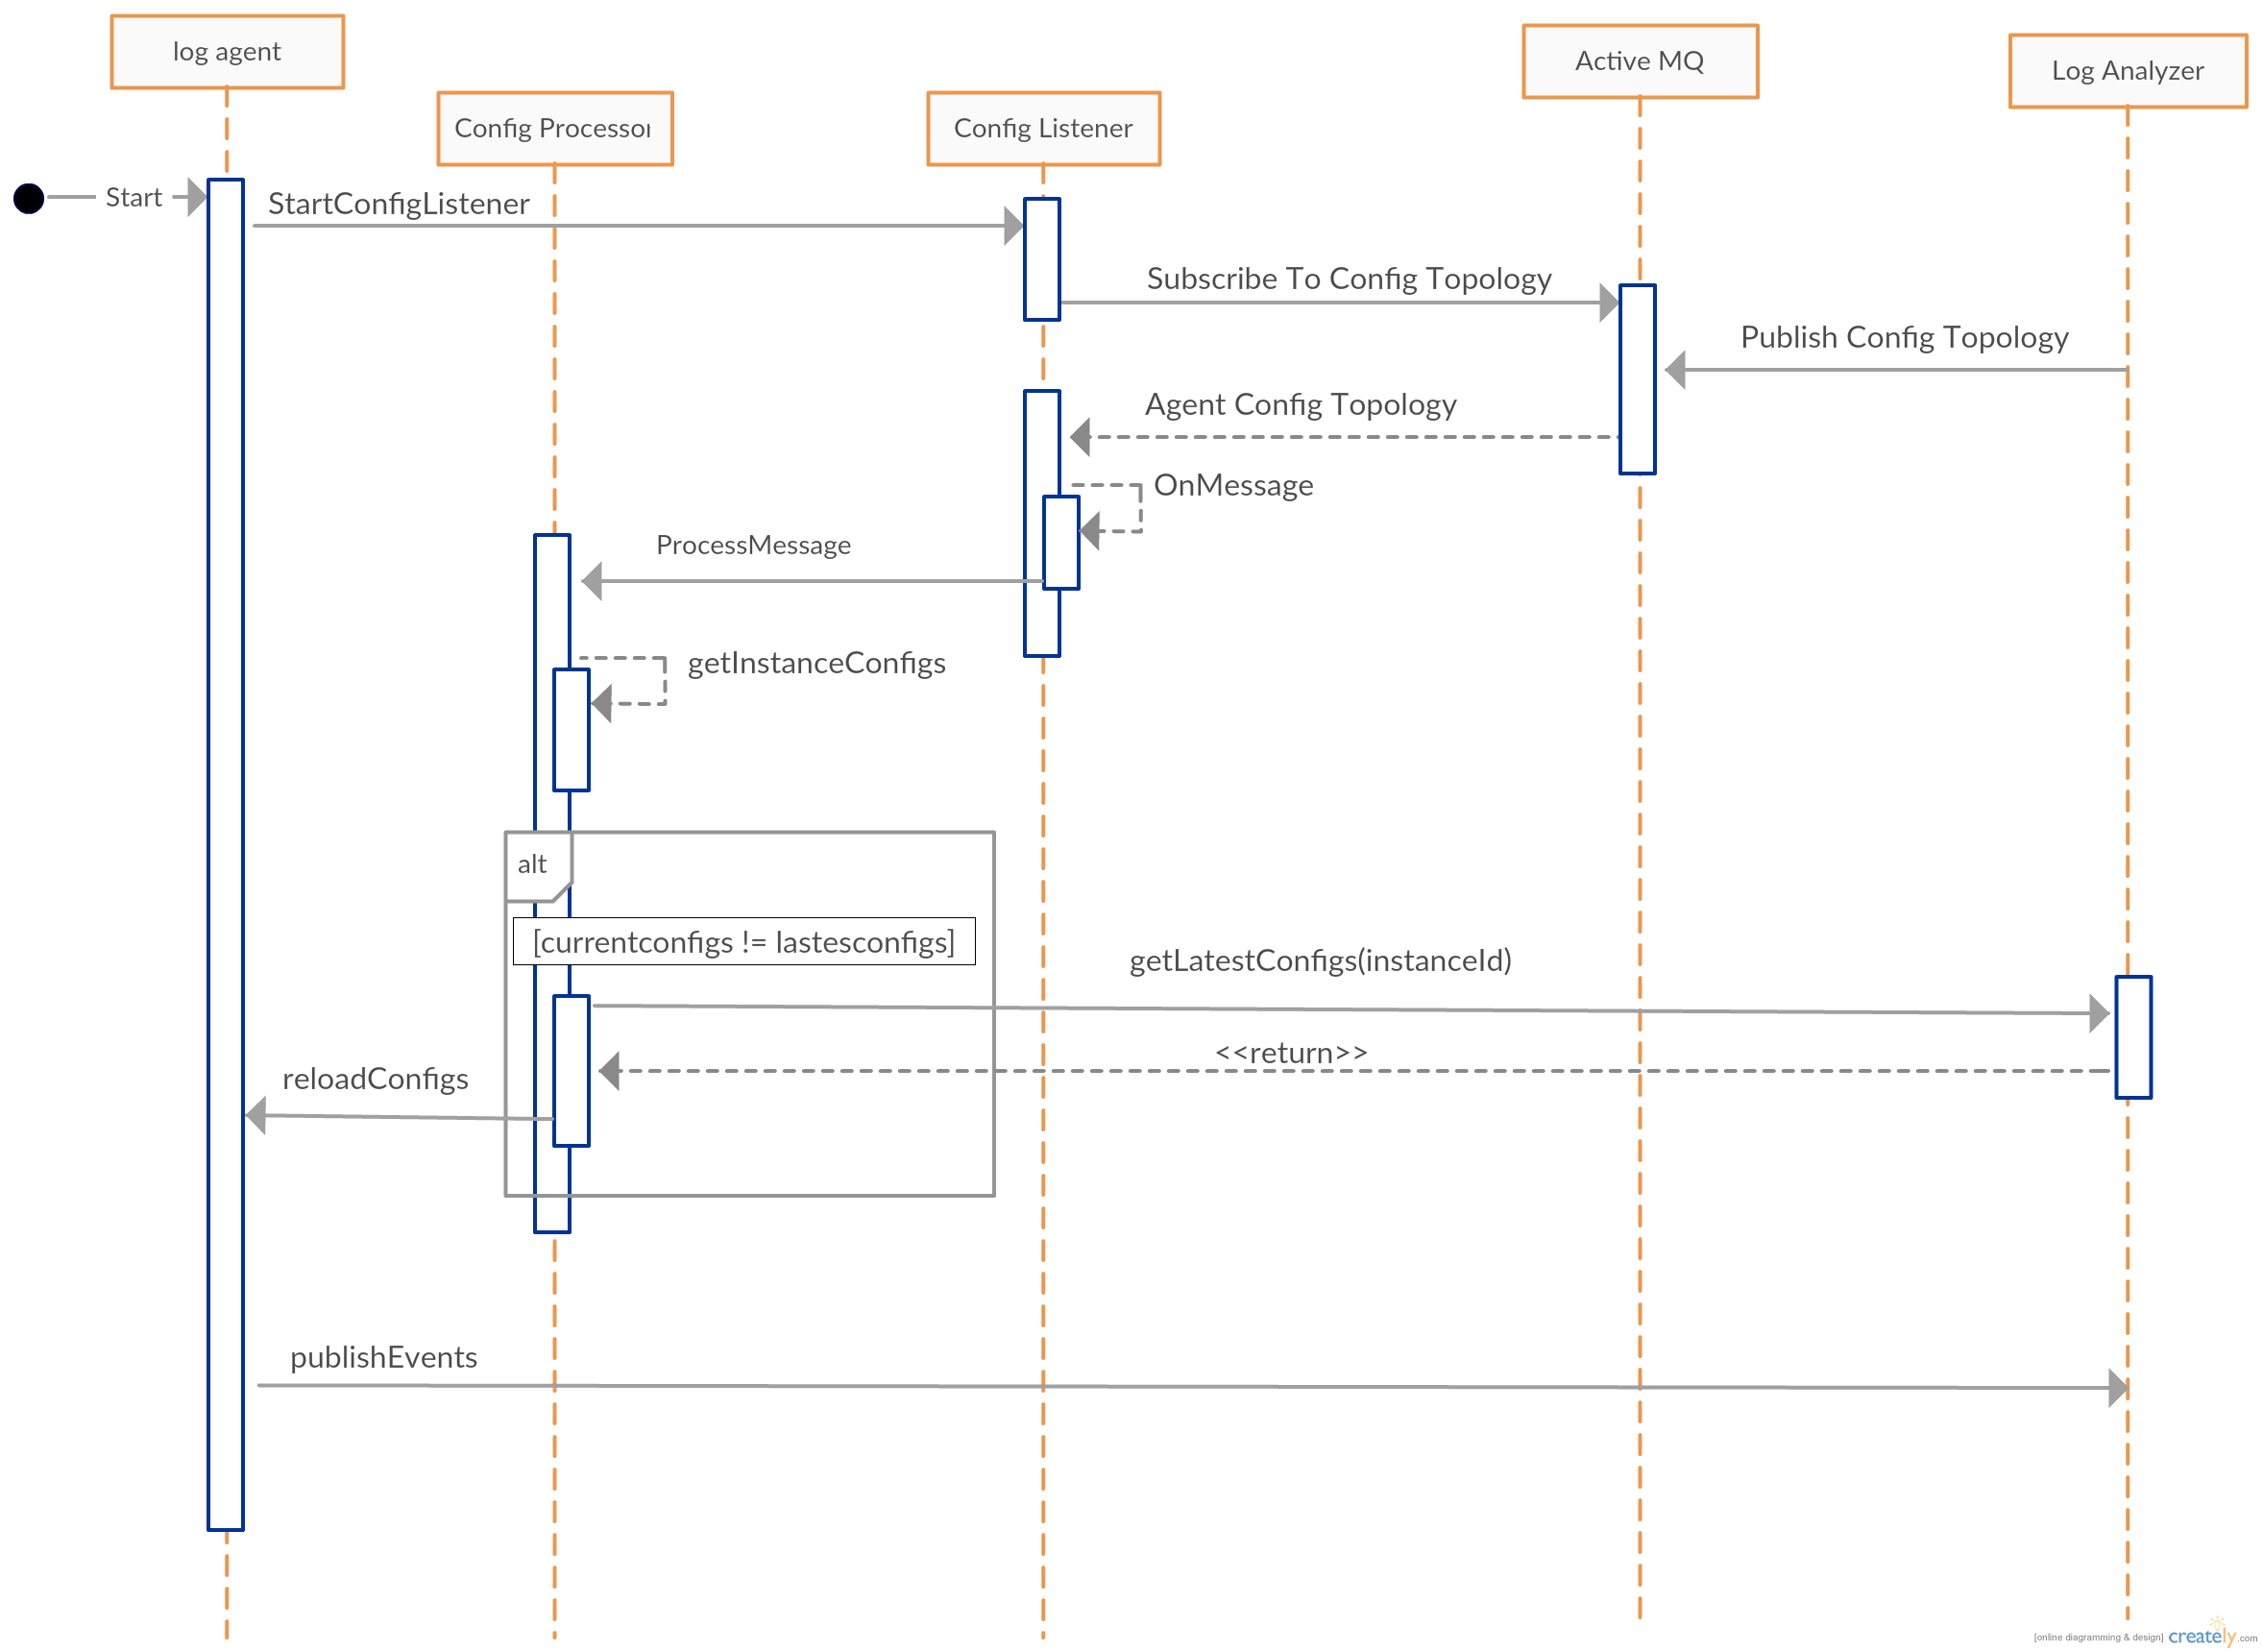 log agent
Active MQ
Log Analyzer
Config Processor
Config Listener
Start
StartConfigListener
Subscribe To Config Topology
Publish Config Topology
Agent Config Topology
OnMessage
ProcessMessage
getInstanceConfigs
alt
[currentconfigs != lastesconfigs]
getLatestConfigs(instanceId)
<<return>>
reloadConfigs
publishEvents
[online diagramming & design] creately.com